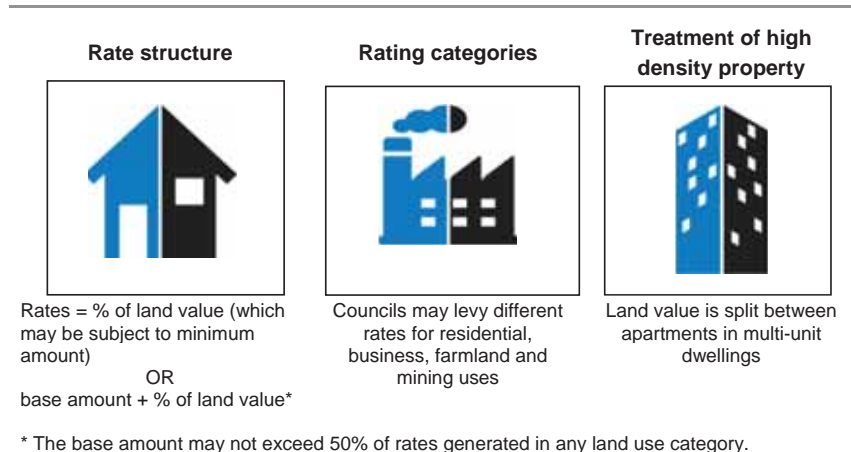 Rate structure
Rates = % of land value (which
may be subject to minimum
amount)
OR
base amount + % of land value*
Rating categories
Councils may levy different
rates for residential,
business, farmland and
mining uses
Treatment of high
density property
Land value is split between
apartments in multi-unit
dwellings
* The base amount may not exceed 50% of rates generated in any land use category.